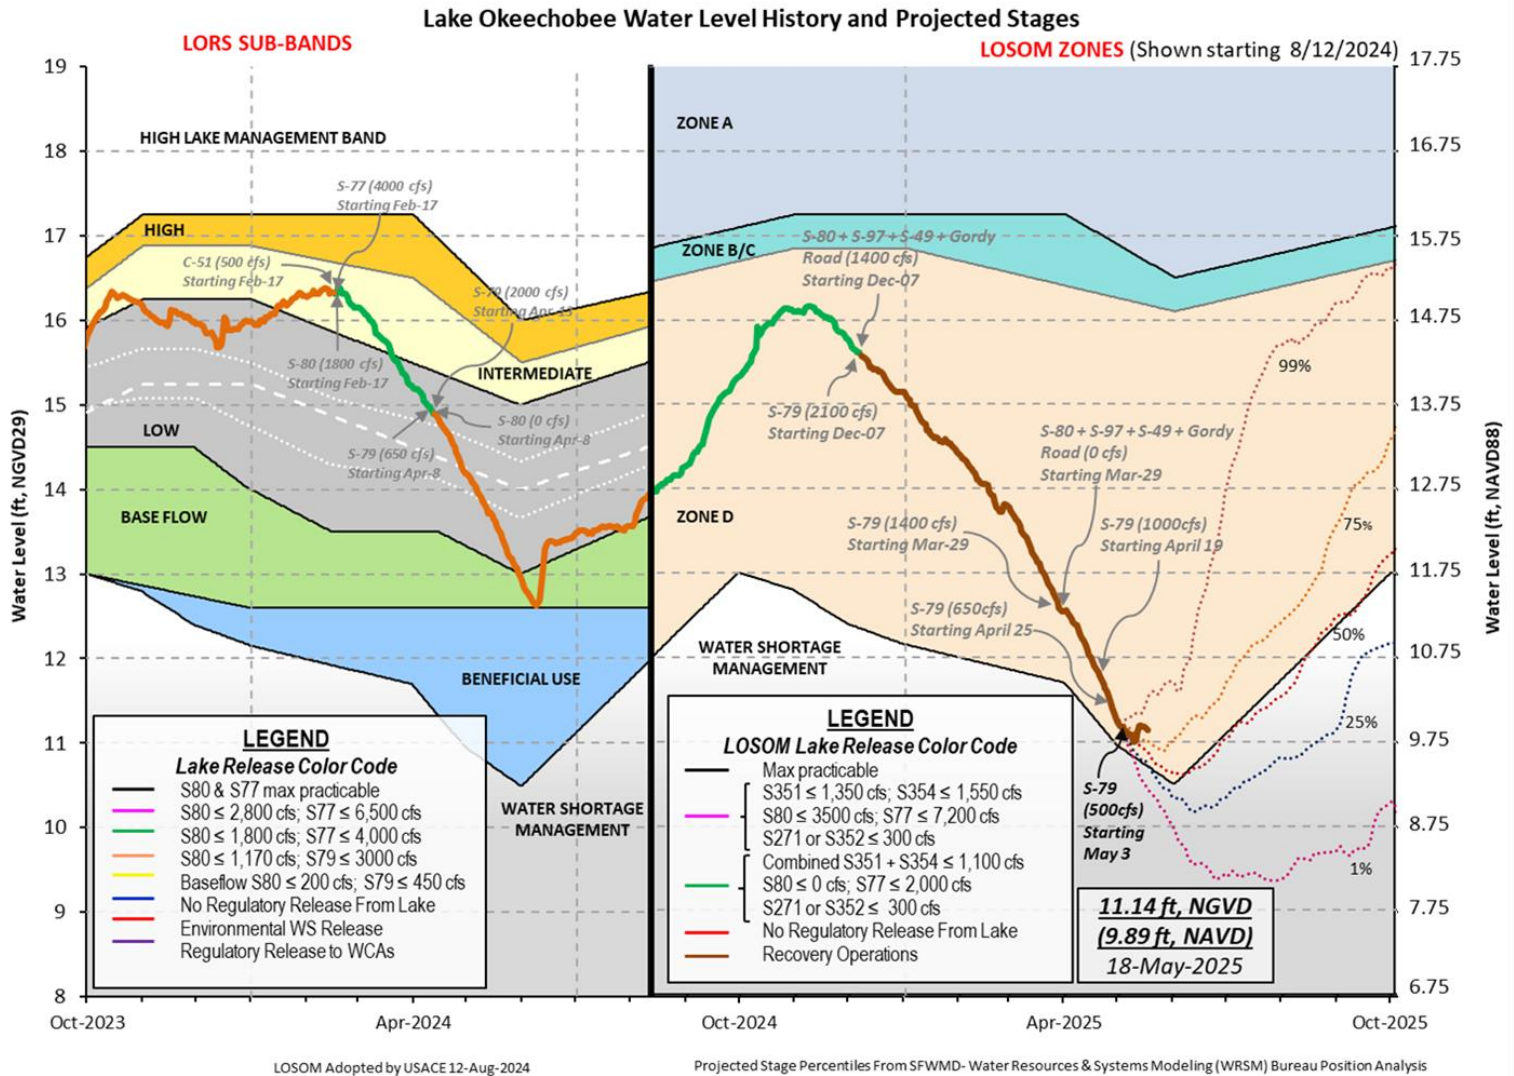 Lake Okeechobee Water Level History and Projected Stages
LORS SUB-BANDS
LOSOM ZONES (Shown starting 8/12/2024)
Water Level (ft, NGVD29)
19
18
17
16
15
14
13
12
11
10
9
8
HIGH LAKE MANAGEMENT BAND
S-77 (4000 cfs)
Starting Feb-17
HIGH
C-51 (500 cfs)
Starting Feb-17
S-79 (2000 cfs)
Starting Apr-13
S-80 (1800 cfs)
Starting Feb-17
INTERMEDIATE
LOW
S-80 (0 cfs)
Starting Apr-8
S-79 (650 cfs)
Starting Apr-8
BASE FLOW
BENEFICIAL USE
WATER SHORTAGE
MANAGEMENT
LEGEND
Lake Release Color Code
S80 & S77 max practicable
S80 ≤ 2,800 cfs; S77 ≤ 6,500 cfs
S80 ≤ 1,800 cfs; S77 ≤ 4,000 cfs
S80 ≤ 1,170 cfs; S79 ≤ 3000 cfs
Baseflow S80 ≤ 200 cfs; S79 ≤ 450 cfs
No Regulatory Release From Lake
Environmental WS Release
Regulatory Release to WCAs
ZONE A
ZONE B/C
S-80 + S-97 + S-49 + Gordy
Road (1400 cfs)
Starting Dec-07
S-79 (2100 cfs)
Starting Dec-07
99%
S-80 + S-97 + S-49 + Gordy
Road (0 cfs)
Starting Mar-29
ZONE D
S-79 (1400 cfs)
Starting Mar-29
S-79 (1000cfs)
Starting April 19
75%
S-79 (650cfs)
Starting April 25
50%
WATER SHORTAGE
MANAGEMENT
25%
LEGEND
LOSOM Lake Release Color Code
Max practicable
S351 ≤ 1,350 cfs; S354 ≤ 1,550 cfs
S80 ≤ 3500 cfs; S77 ≤ 7,200 cfs
S271 or S352 ≤ 300 cfs
Combined S351 + S354 ≤ 1,100 cfs
S80 ≤ 0 cfs; S77 ≤ 2,000 cfs
S271 or S352 ≤ 300 cfs
No Regulatory Release From Lake
Recovery Operations
S-79
(500cfs)
Starting
May 3
1%
11.14 ft, NGVD
(9.89 ft, NAVD)
18-May-2025
17.75
16.75
15.75
14.75
13.75
12.75
11.75
10.75
9.75
8.75
7.75
6.75
Water Level (ft, NAVD88)
Oct-2023
Apr-2024
Oct-2024
Apr-2025
Oct-2025
LOSOM Adopted by USACE 12-Aug-2024
Projected Stage Percentiles From SFWMD- Water Resources & Systems Modeling (WRSM) Bureau Position Analysis